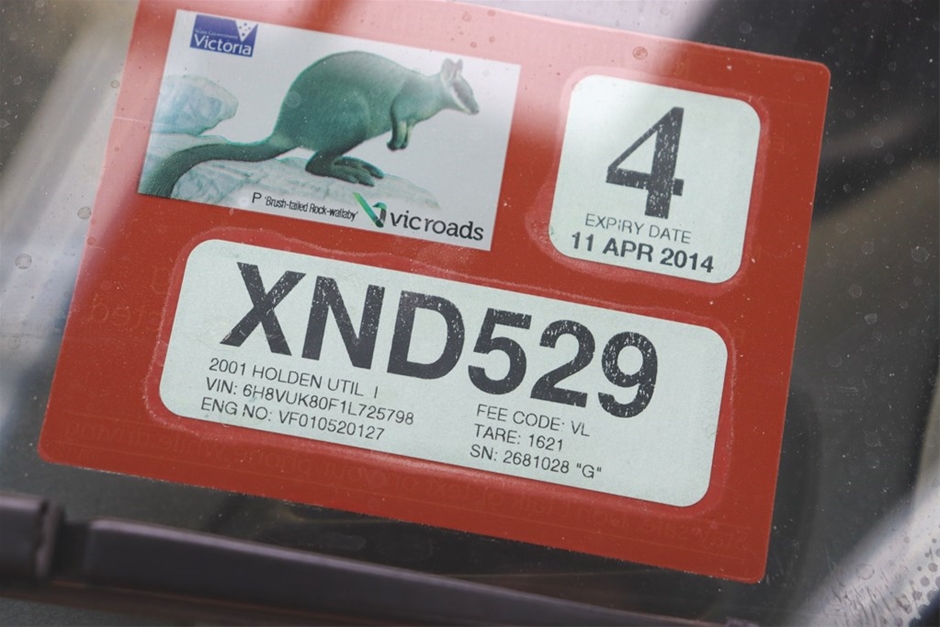 Victoria
P 'Brush-tailed Rock-wallaby'
vicroads
4
EXPIRY DATE
11 APR 2014
XND529
2001 HOLDEN UTIL I
VIN: 6H8VUK80F1L725798
ENG NO: VF010520127
FEE CODE: VL
TARE: 1621
SN: 2681028 "G"